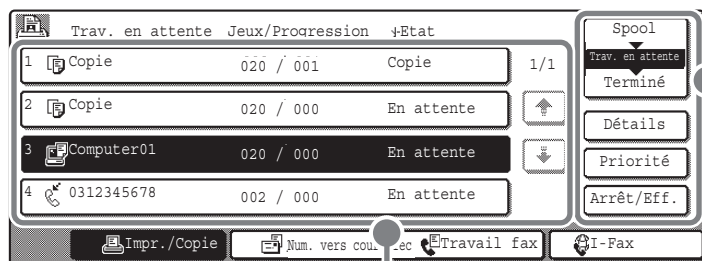 Trav. en attente Jeux/Progression Etat
1 Copie 020 / 001 Copie
2 Copie 020 / 000 En attente
3 Computer01 020 / 000 En attente
4 0312345678 002 / 000 En attente
1/1
Spool
Trav. en attente
Terminé
Détails
Priorité
Arrêt/Eff.
Impr./Copie Num. vers Travail fax I-Fax